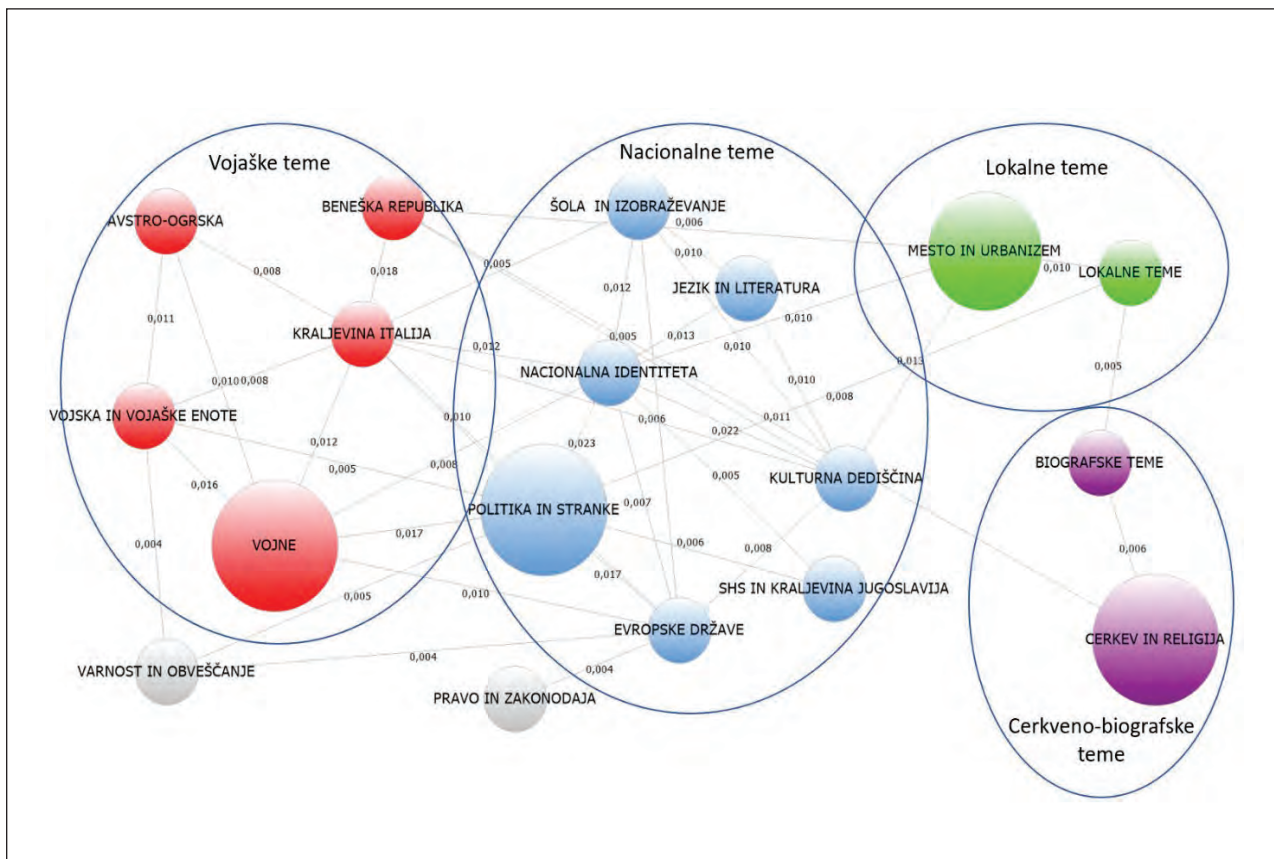 Vojaške teme
Nacionalne teme
Lokalne teme
BENEŠKA REPUBLIKA
ŠOLA IN IZOBRAŽEVANJE
AVSTRO-OGRSKA
0,006
MESTO IN URBANIZEM
0,010
0,008
0,018
0,005
0,010
LOKALNE TEME
0,012
JEZIK IN LITERATURA
0,011
0,010
KRALJEVINA ITALIJA
0,005
0,013
0,012
0,010
0,013
NACIONALNA IDENTITETA
0,005
0,010
0,008
0,010
0,008
VOJSKA IN VOJAŠKE ENOTE
0,010
0,006
0,011
0,022
0,012
0,023
BIOGRAFSKE TEME
0,008
0,005
0,005
KULTURNA DEDIŠČINA
0,016
0,007
POLITIKA IN STRANKE
0,017
VOJNE
0,006
0,008
0,006
0,004
0,017
SHS IN KRALJEVINA JUGOSLAVIJA
0,005
0,010
EVROPSKE DRŽAVE
CERKEV IN RELIGIJA
0,004
VARNOST IN OBVEŠČANJE
0,004
PRAVO IN ZAKONODAJA
Cerkveno-biografske
teme